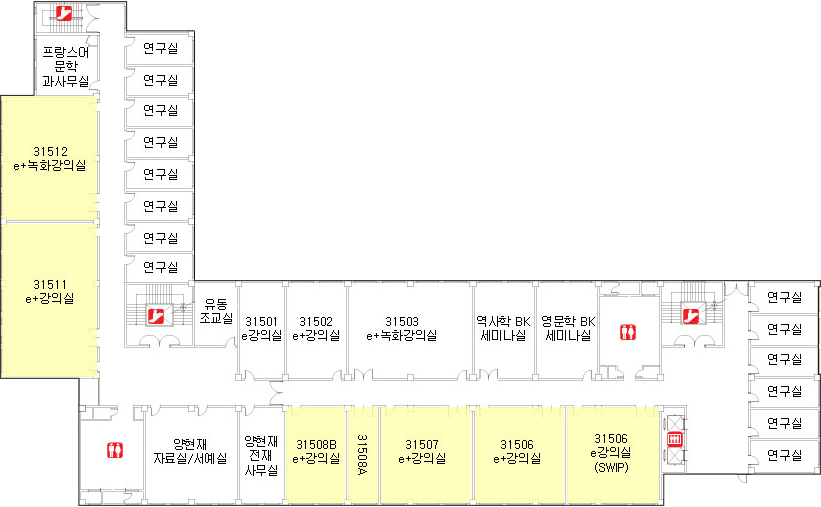 프랑스어
문학
과사무실
연구실
연구실
연구실
연구실
연구실
연구실
연구실
연구실
31512
e+녹화강의실
31511
e+강의실
유동
조교실
31501
e강의실
31502
e+강의실
31503
e+녹화강의실
역사학 BK
세미나실
영문학 BK
세미나실
연구실
연구실
연구실
연구실
연구실
연구실
양현재
자료실/서예실
양현재
전재
사무실
31508B
e+강의실
31508A
31507
e+강의실
31506
e+강의실
31506
e강의실
(SWIP)